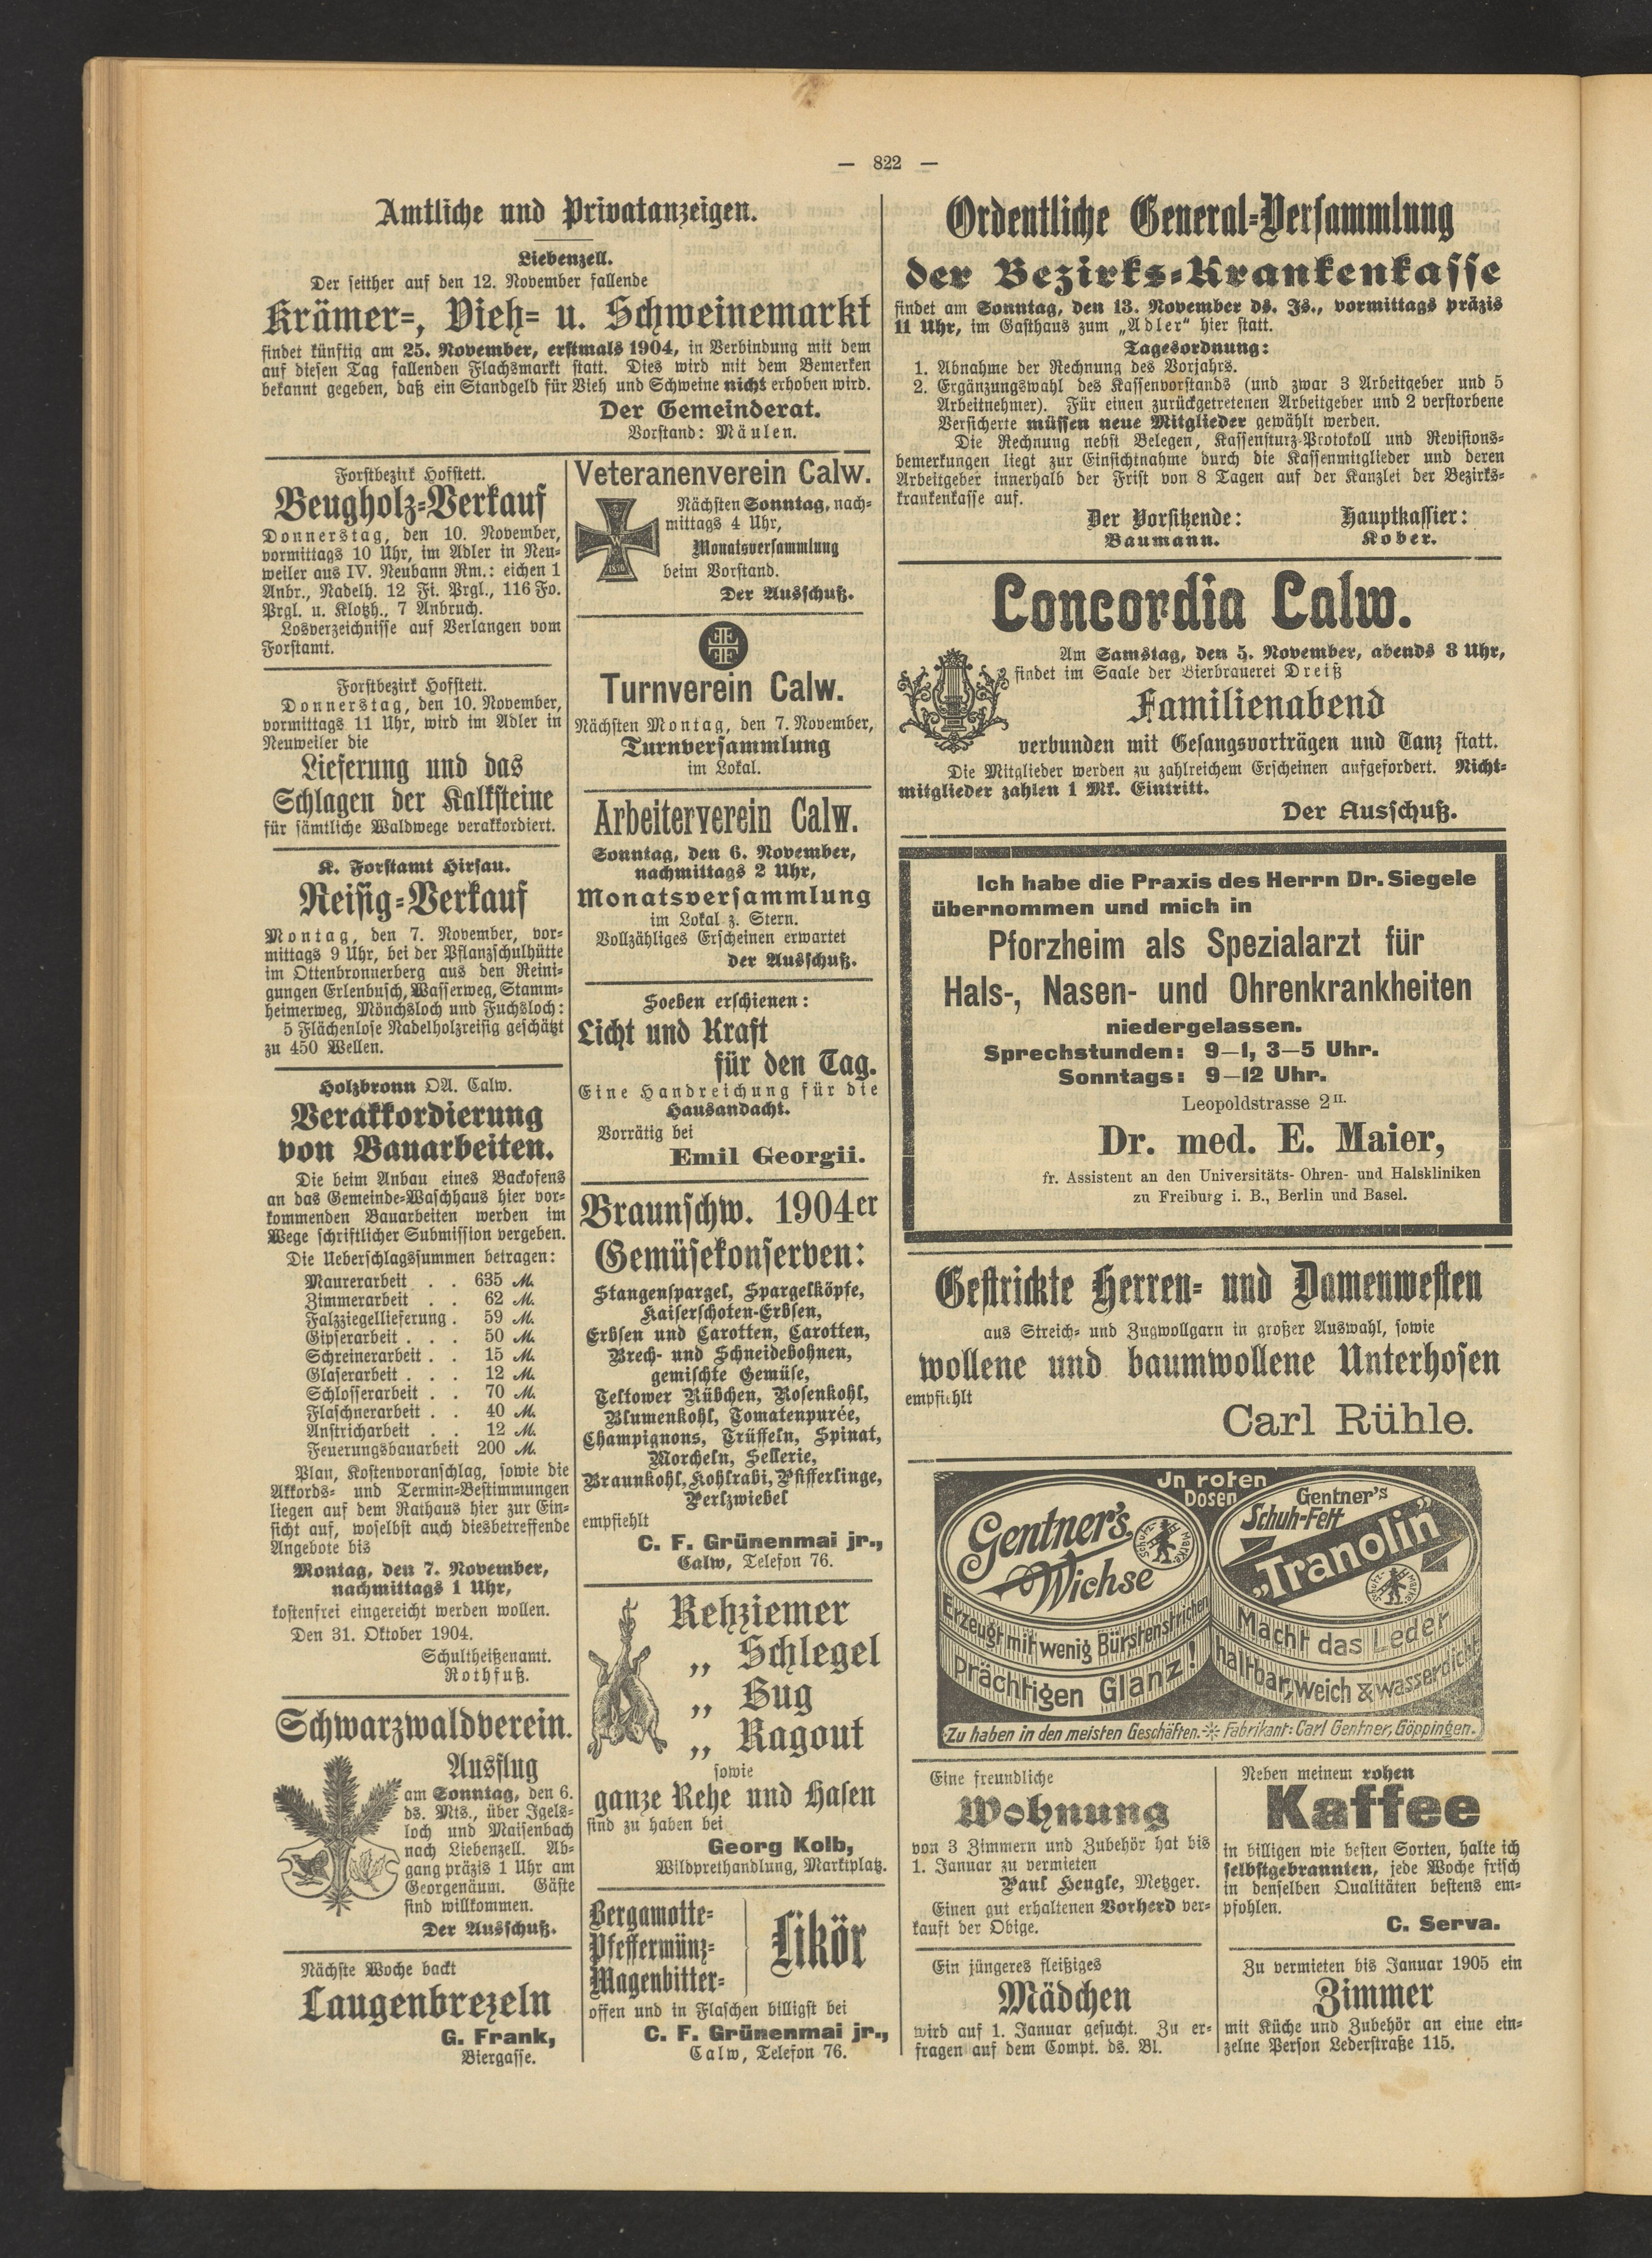 — 822 —
Amtliche und Privatanzeigen.
Liebenzell.
Der seither auf den 12. November fallende
Krämer-, Vieh- u. Schweinemarkt
findet künftig am 25. November, erstmals 1904, in Verbindung mit dem
auf diesen Tag fallenden Flachsmarkt statt. Dies wird mit dem Bemerken
bekannt gegeben, daß ein Standgeld für Vieh und Schweine nicht erhoben wird.
Der Gemeinderat.
Vorstand: Mäulen.
Forstbezirk Hofstett.
Beugholz-Verkauf
Donnerstag, den 10. November,
vormittags 10 Uhr, im Adler in Neu-
weiler aus IV. Neubann Rm.: eichen 1
Anbr., Nadelh. 12 Fi. Prgl., 116 Fo.
Prgl. u. Klotzh., 7 Anbruch.
Losverzeichnisse auf Verlangen vom
Forstamt.
Forstbezirk Hofstett.
Donnerstag, den 10. November,
vormittags 11 Uhr, wird im Adler in
Neuweiler die
Lieferung und das
Schlagen der Kalksteine
für sämtliche Waldwege verakkordiert.
K. Forstamt Hirsau.
Reisig-Verkauf
Montag, den 7. November, vor-
mittags 9 Uhr, bei der Pflanzschulhütte
im Ottenbronnerberg aus den Reini-
gungen Erlenbusch, Wasserweg, Stamm-
heimerweg, Mönchsloch und Fuchsloch:
5 Flächenlose Nadelholzreisig geschätzt
zu 450 Wellen.
Holzbronn OA. Calw.
Verakkordierung
von Bauarbeiten.
Die beim Anbau eines Backofens
an das Gemeinde-Waschhaus hier vor-
kommenden Bauarbeiten werden im
Wege schriftlicher Submission vergeben.
Die Ueberschlagssummen betragen:
Maurerarbeit . . 635 M.
Zimmerarbeit . . 62 M.
Falzziegellieferung . 59 M.
Gipserarbeit . . . 50 M.
Schreinerarbeit . . 15 M.
Glaserarbeit . . . 12 M.
Schlosserarbeit . . 70 M.
Flaschnerarbeit . . 40 M.
Anstricharbeit . . 12 M.
Feuerungsbauarbeit 200 M.
Plan, Kostenvoranschlag, sowie die
Akkords- und Termin-Bestimmungen
liegen auf dem Rathaus hier zur Ein-
sicht auf, woselbst auch diesbetreffende
Angebote bis
Montag, den 7. November,
nachmittags 1 Uhr,
kostenfrei eingereicht werden wollen.
Den 31. Oktober 1904.
Schultheißenamt.
Rothfuß.
Schwarzwaldverein.
Ausflug
am Sonntag, den 6.
ds. Mts., über Igels-
loch und Maisenbach
nach Liebenzell. Ab-
gang präzis 1 Uhr am
Georgenäum. Gäste
sind willkommen.
Der Ausschuß.
Nächste Woche backt
Laugenbrezeln
G. Frank,
Biergasse.
Veteranenverein Calw.
W
1870
Nächsten Sonntag, nach-
mittags 4 Uhr,
Monatsversammlung
beim Vorstand.
Der Ausschuß.
Turnverein Calw.
Nächsten Montag, den 7. November,
Turnversammlung
im Lokal.
Arbeiterverein Calw.
Sonntag, den 6. November,
nachmittags 2 Uhr,
Monatsversammlung
im Lokal z. Stern.
Vollzähliges Erscheinen erwartet
der Ausschuß.
Soeben erschienen:
Licht und Kraft
für den Tag.
Eine Handreichung für die
Hausandacht.
Vorrätig bei
Emil Georgii.
Braunschw. 1904er
Gemüsekonserven:
Stangenspargel, Spargelköpfe,
Kaiserschoten-Erbsen,
Erbsen und Carotten, Carotten,
Brech- und Schneidebohnen,
gemischte Gemüse,
Teltower Rübchen, Rosenkohl,
Blumenkohl, Tomatenpurée,
Champignons, Trüffeln, Spinat,
Morcheln, Sellerie,
Braunkohl, Kohlrabi, Pfifferlinge,
Perlzwiebel
empfiehlt
C. F. Grünenmai jr.,
Calw, Telefon 76.
Rehziemer
„ Schlegel
„ Bug
„ Ragout
sowie
ganze Rehe und Hasen
sind zu haben bei
Georg Kolb,
Wildprethandlung, Marktplatz.
Bergamotte-
Pfeffermünz-
Magenbitter-
Likör
offen und in Flaschen billigst bei
C. F. Grünenmai jr.,
Calw, Telefon 76.
Ordentliche General-Versammlung
der Bezirks-Krankenkasse
findet am Sonntag, den 13. November ds. Js., vormittags präzis
11 Uhr, im Gasthaus zum „Adler“ hier statt.
Tagesordnung:
1. Abnahme der Rechnung des Vorjahrs.
2. Ergänzungswahl des Kassenvorstands (und zwar 3 Arbeitgeber und 5
Arbeitnehmer). Für einen zurückgetretenen Arbeitgeber und 2 verstorbene
Versicherte müssen neue Mitglieder gewählt werden.
Die Rechnung nebst Belegen, Kassensturz-Protokoll und Revisions-
bemerkungen liegt zur Einsichtnahme durch die Kassenmitglieder und deren
Arbeitgeber innerhalb der Frist von 8 Tagen auf der Kanzlei der Bezirks-
krankenkasse auf.
Der Vorsitzende: Hauptkassier:
Baumann. Kober.
Concordia Calw.
Am Samstag, den 5. November, abends 8 Uhr,
findet im Saale der Bierbrauerei Dreiß
Familienabend
verbunden mit Gesangsvorträgen und Tanz statt.
Die Mitglieder werden zu zahlreichem Erscheinen aufgefordert. Nicht-
mitglieder zahlen 1 Mk. Eintritt.
Der Ausschuß.
Ich habe die Praxis des Herrn Dr. Siegele
übernommen und mich in
Pforzheim als Spezialarzt für
Hals-, Nasen- und Ohrenkrankheiten
niedergelassen.
Sprechstunden: 9—1, 3—5 Uhr.
Sonntags: 9—12 Uhr.
Leopoldstrasse 2 II.
Dr. med. E. Maier,
fr. Assistent an den Universitäts- Ohren- und Halskliniken
zu Freiburg i. B., Berlin und Basel.
Gestrickte Herren- und Damenwesten
aus Streich- und Zugwollgarn in großer Auswahl, sowie
wollene und baumwollene Unterhosen
empfiehlt
Carl Rühle.
Jn roten
Dosen
Gentner's
Wichse
Schutz-Marke
Erzeugt mit wenig Bürstenstrichen
prächtigen Glanz!
Gentner's
Schuh-Fett
„Tranolin“
Schutz-Marke
Macht das Leder
haltbar, weich & wasserdicht
Zu haben in den meisten Geschäften. Fabrikant: Carl Gentner, Göppingen.
Eine freundliche
Wohnung
von 3 Zimmern und Zubehör hat bis
1. Januar zu vermieten
Paul Hengle, Metzger.
Einen gut erhaltenen Vorherd ver-
kauft der Obige.
Ein jüngeres fleißiges
Mädchen
wird auf 1. Januar gesucht. Zu er-
fragen auf dem Compt. ds. Bl.
Neben meinem rohen
Kaffee
in billigen wie besten Sorten, halte ich
selbstgebrannten, jede Woche frisch
in denselben Qualitäten bestens em-
pfohlen.
C. Serva.
Zu vermieten bis Januar 1905 ein
Zimmer
mit Küche und Zubehör an eine ein-
zelne Person Lederstraße 115.